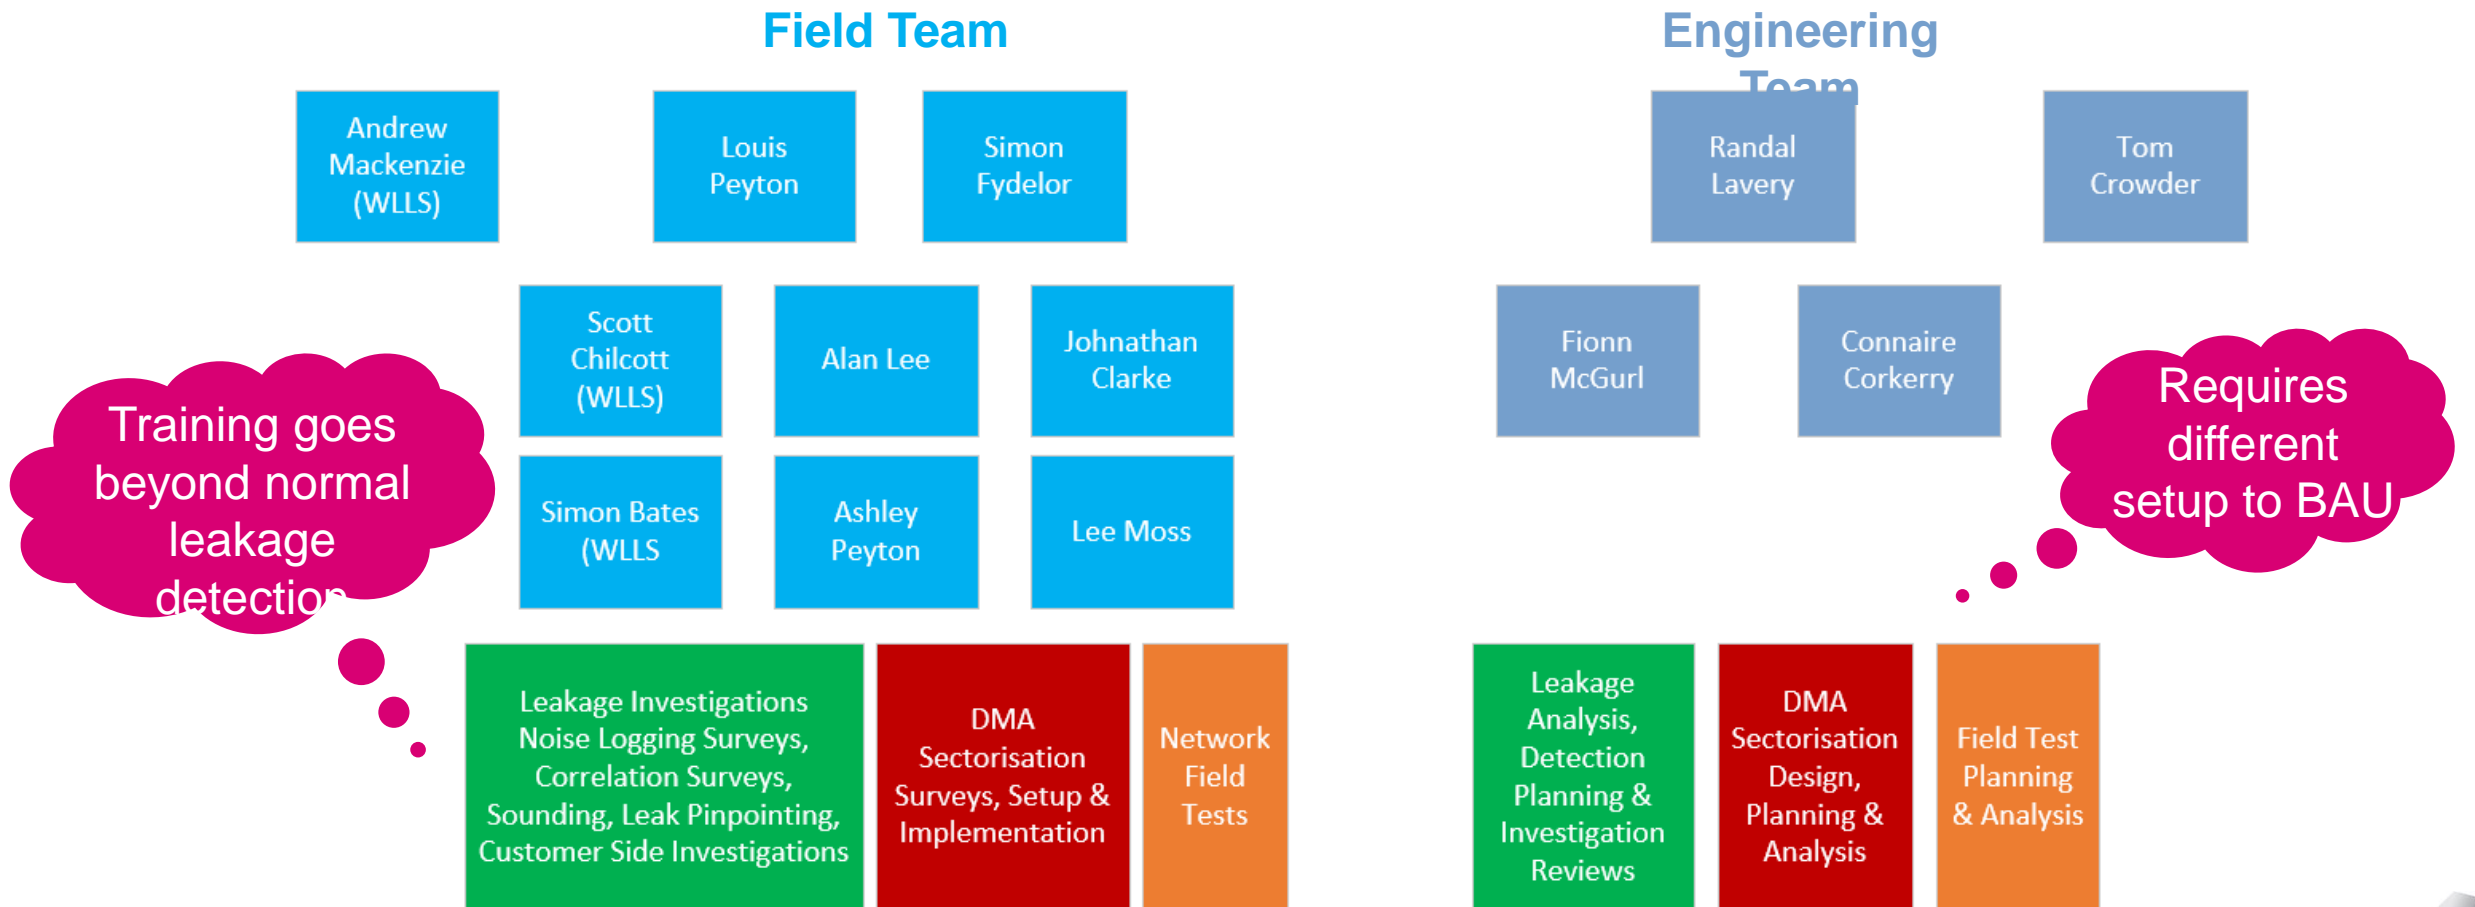 Field Team
Engineering
Team
Andrew
Mackenzie
(WLLS)
Louis
Peyton
Simon
Fydelor
Randal
Lavery
Tom
Crowder
Scott
Chilcott
(WLLS)
Alan Lee
Johnathan
Clarke
Fionn
McGurl
Connaire
Corkerry
Training goes
beyond normal
leakage
detection
Requires
different
setup to BAU
Simon Bates
(WLLS
Ashley
Peyton
Lee Moss
Leakage Investigations
Noise Logging Surveys,
Correlation Surveys,
Sounding, Leak Pinpointing,
Customer Side Investigations
DMA
Sectorisation
Surveys, Setup &
Implementation
Network
Field
Tests
Leakage
Analysis,
Detection
Planning &
Investigation
Reviews
DMA
Sectorisation
Design,
Planning &
Analysis
Field Test
Planning
& Analysis